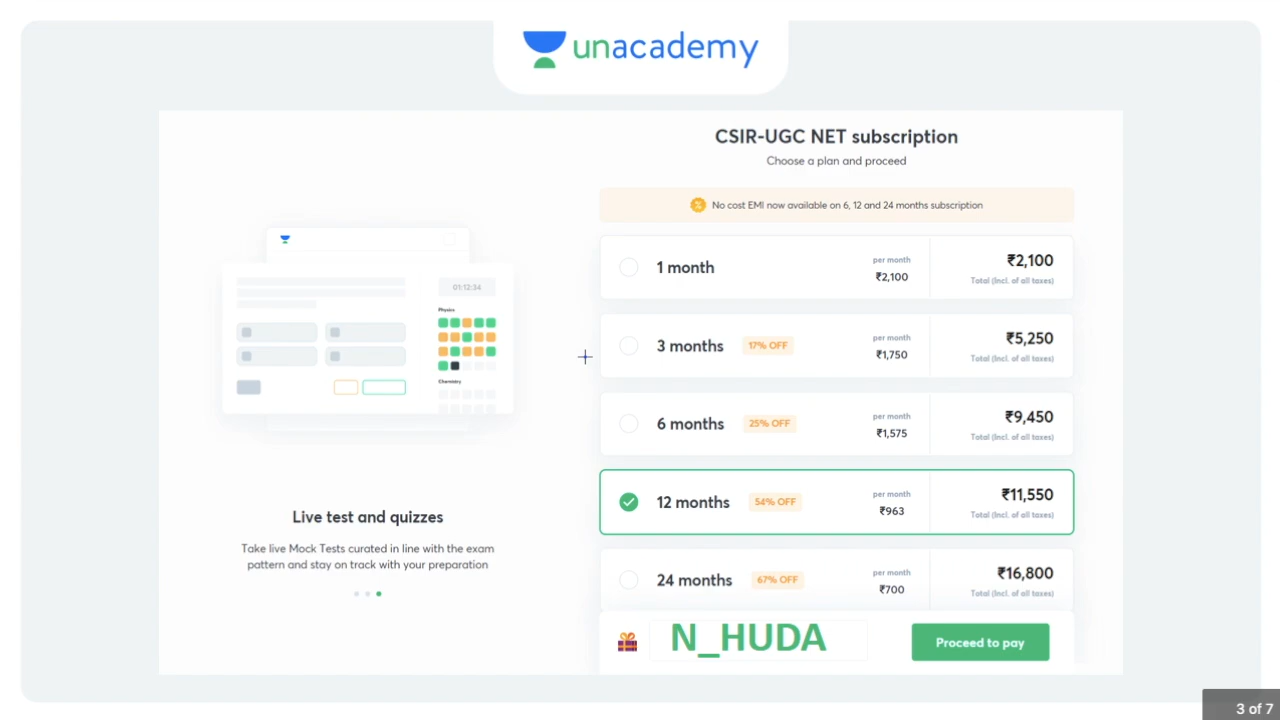 unacademy
CSIR-UGC NET subscription
Choose a plan and proceed
No cost EMI now available on 6, 12 and 24 months subscription
1 month
per month
₹2,100
₹2,100
Total (Incl. of all taxes)
3 months
17% OFF
per month
₹1,750
₹5,250
Total (Incl. of all taxes)
6 months
25% OFF
per month
₹1,575
₹9,450
Total (Incl. of all taxes)
12 months
54% OFF
per month
₹963
₹11,550
Total (Incl. of all taxes)
24 months
67% OFF
per month
₹700
₹16,800
Total (Incl. of all taxes)
N_HUDA
Proceed to pay
01:12:34
Physics
Chemistry
Live test and quizzes
Take live Mock Tests curated in line with the exam
pattern and stay on track with your preparation
3 of 7